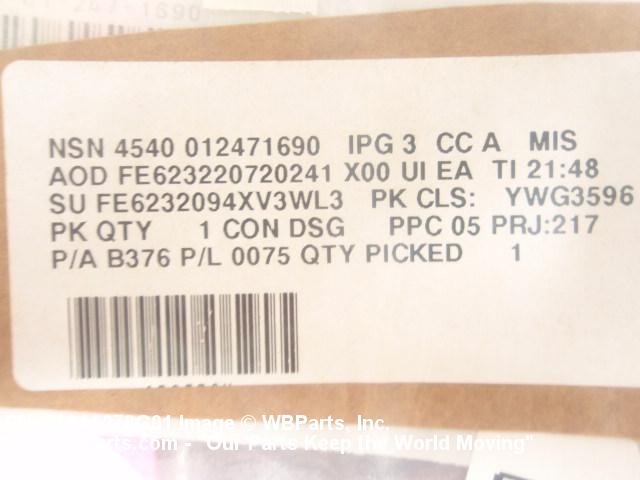 247-1690
NSN 4540 012471690 IPG 3 CC A MIS
AOD FE623220720241 X00 UI EA TI 21:48
SU FE6232094XV3WL3 PK CLS: YWG3596
PK QTY 1 CON DSG PPC 05 PRJ:217
P/A B376 P/L 0075 QTY PICKED 1
Image © WBParts, Inc.
- "Our Parts Keep the World Moving"